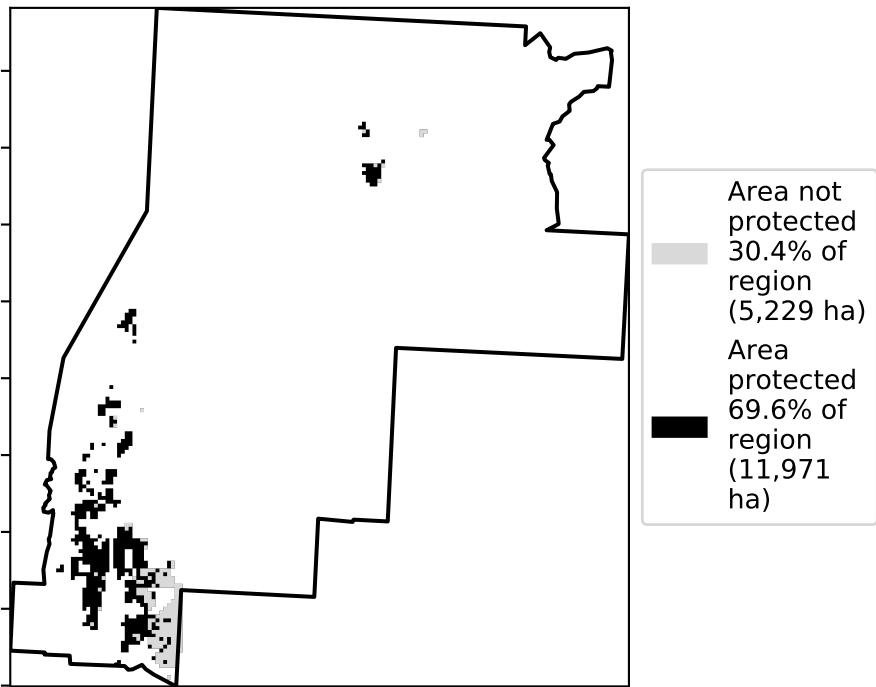 Area not
protected
30.4% of
region
(5,229 ha)
Area
protected
69.6% of
region
(11,971
ha)